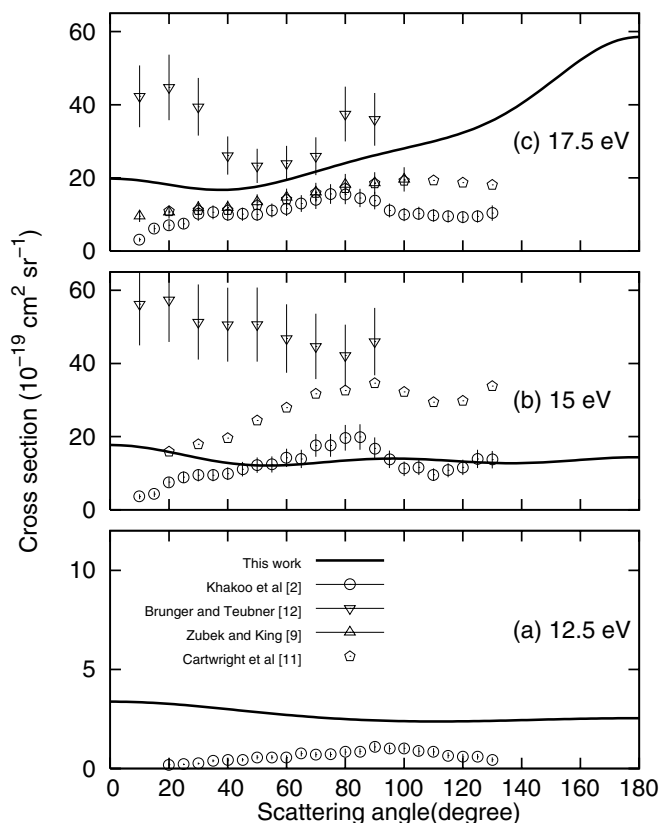 Cross section (10⁻¹⁹ cm² sr⁻¹)
60
40
20
0
(c) 17.5 eV
60
40
20
0
(b) 15 eV
10
5
0
This work
Khakoo et al [2]
Brunger and Teubner [12]
Zubek and King [9]
Cartwright et al [11]
(a) 12.5 eV
0 20 40 60 80 100 120 140 160 180
Scattering angle(degree)